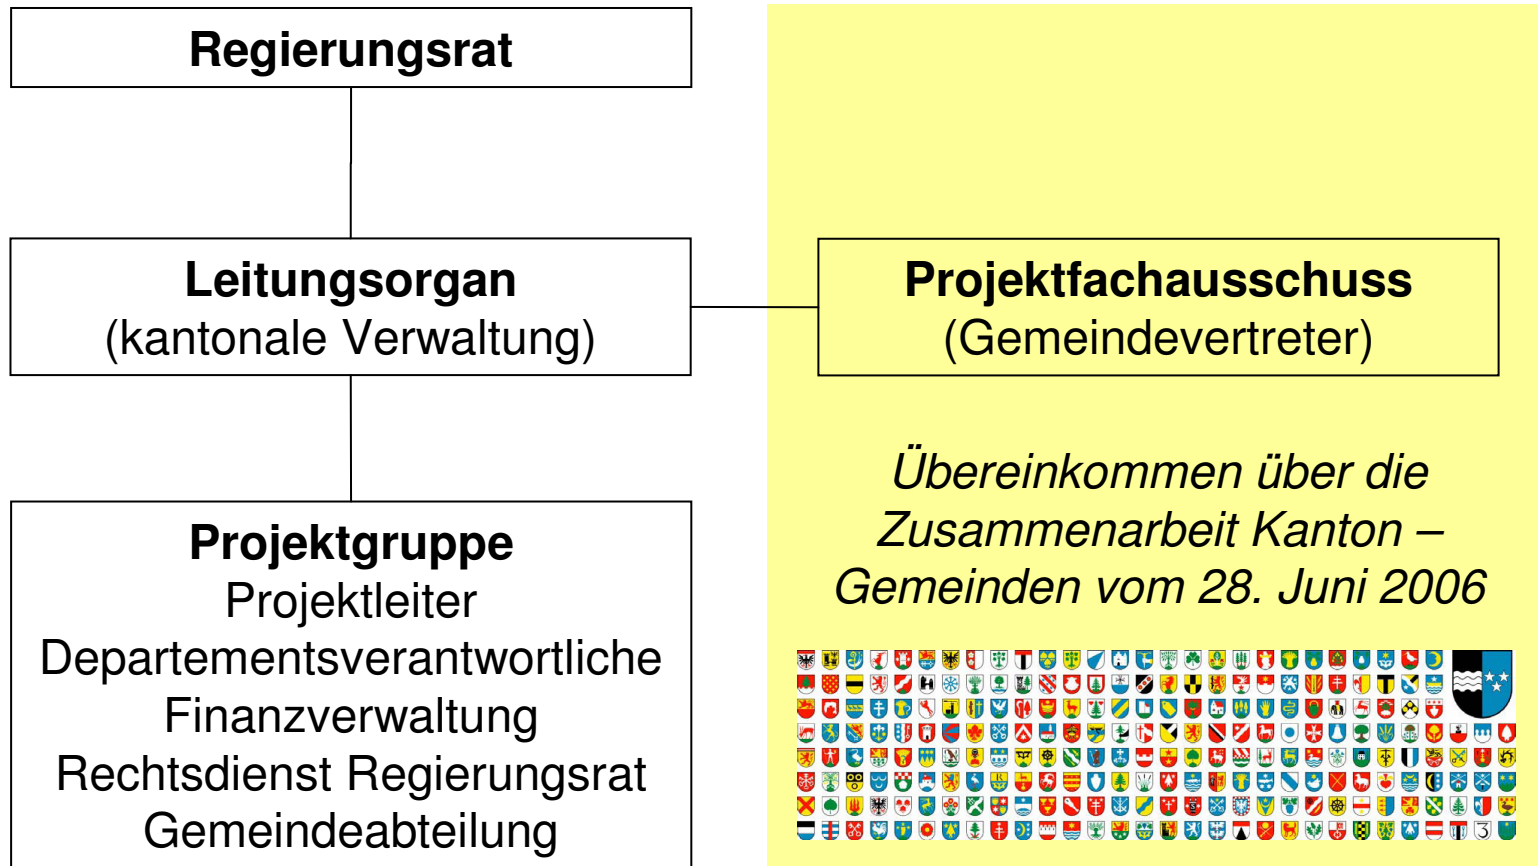 Regierungsrat
Leitungsorgan
(kantonale Verwaltung)
Projektfachausschuss
(Gemeindevertreter)
Projektgruppe
Projektleiter
Departementsverantwortliche
Finanzverwaltung
Rechtsdienst Regierungsrat
Gemeindeabteilung
Übereinkommen über die
Zusammenarbeit Kanton –
Gemeinden vom 28. Juni 2006